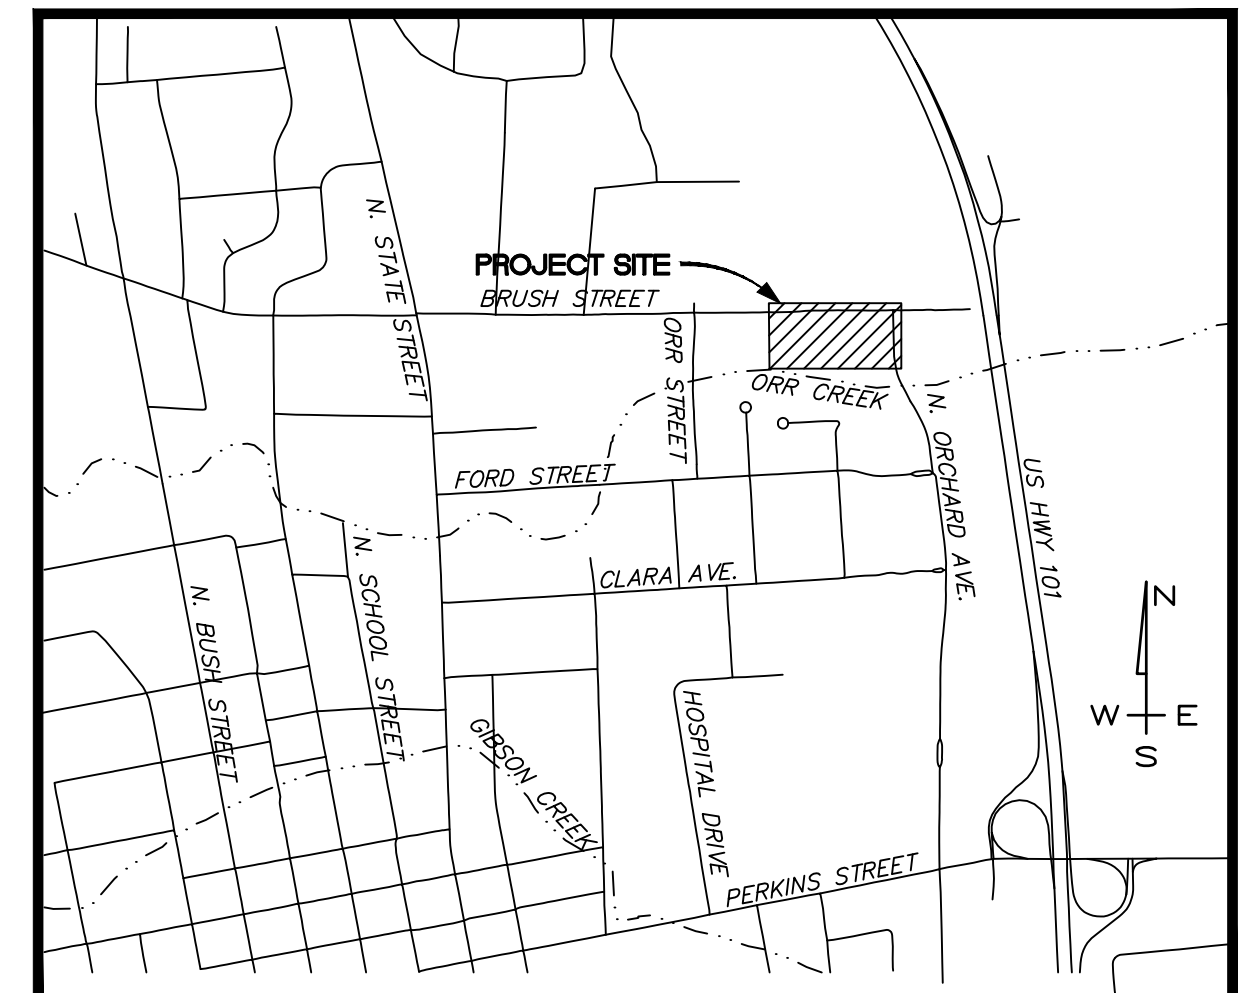 N. STATE STREET
PROJECT SITE
BRUSH STREET
ORR STREET
ORR CREEK
N. ORCHARD AVE.
FORD STREET
US HWY 101
N. SCHOOL STREET
CLARA AVE.
N. BUSH STREET
N
W E
S
GIBSON CREEK
HOSPITAL DRIVE
PERKINS STREET